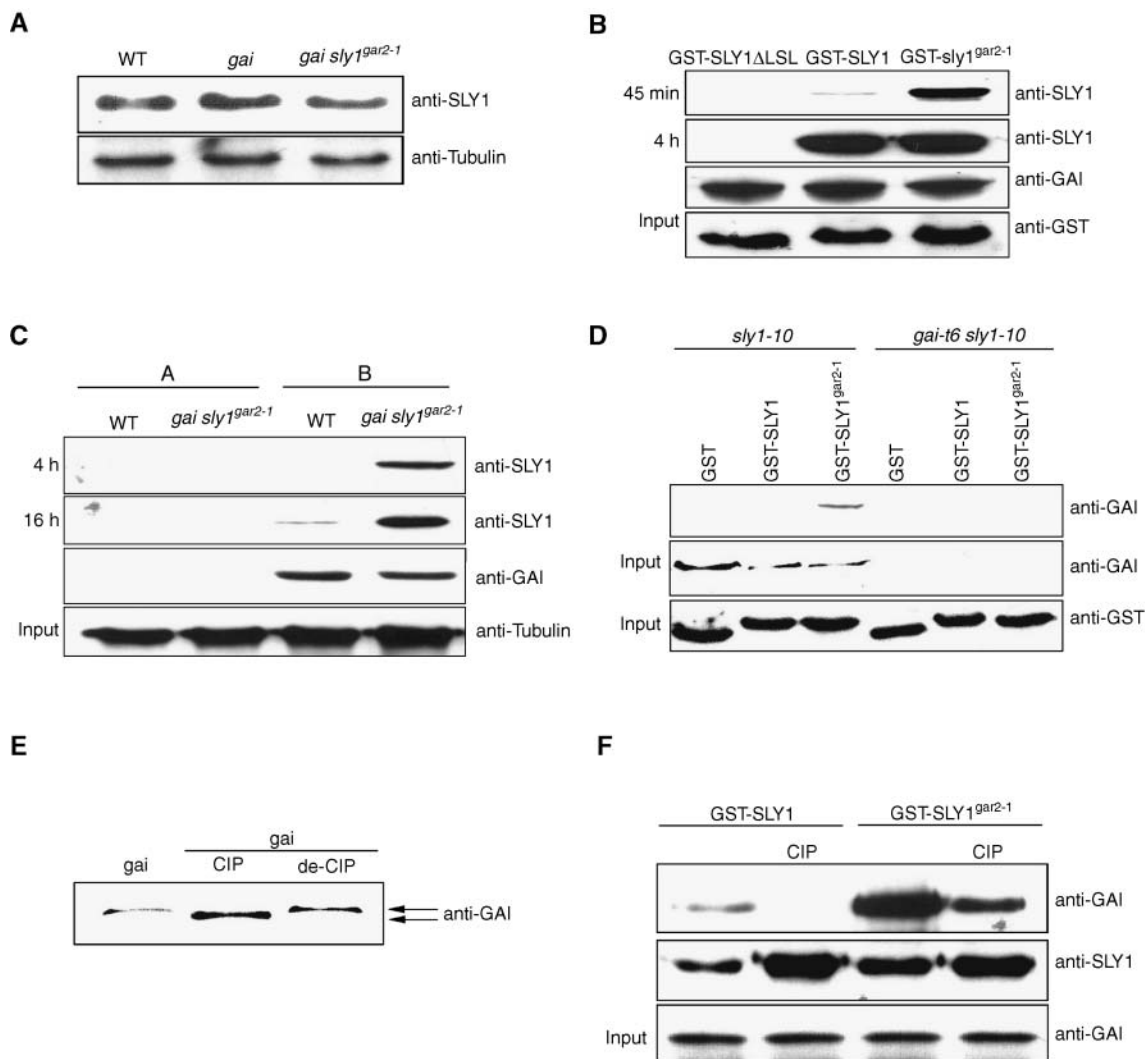 A
WT gai gai sly1gar2-1
anti-SLY1
anti-Tubulin
B
GST-SLY1ΔLSL GST-SLY1 GST-sly1gar2-1
45 min anti-SLY1
4 h anti-SLY1
anti-GAI
Input anti-GST
C
A B
WT gai sly1gar2-1 WT gai sly1gar2-1
4 h anti-SLY1
16 h anti-SLY1
anti-GAI
Input anti-Tubulin
D
sly1-10 gai-t6 sly1-10
GST GST-SLY1 GST-SLY1gar2-1 GST GST-SLY1 GST-SLY1gar2-1
anti-GAI
Input anti-GAI
Input anti-GST
E
gai
gai CIP de-CIP
anti-GAI
F
GST-SLY1 GST-SLY1gar2-1
CIP CIP
anti-GAI
anti-SLY1
Input anti-GAI